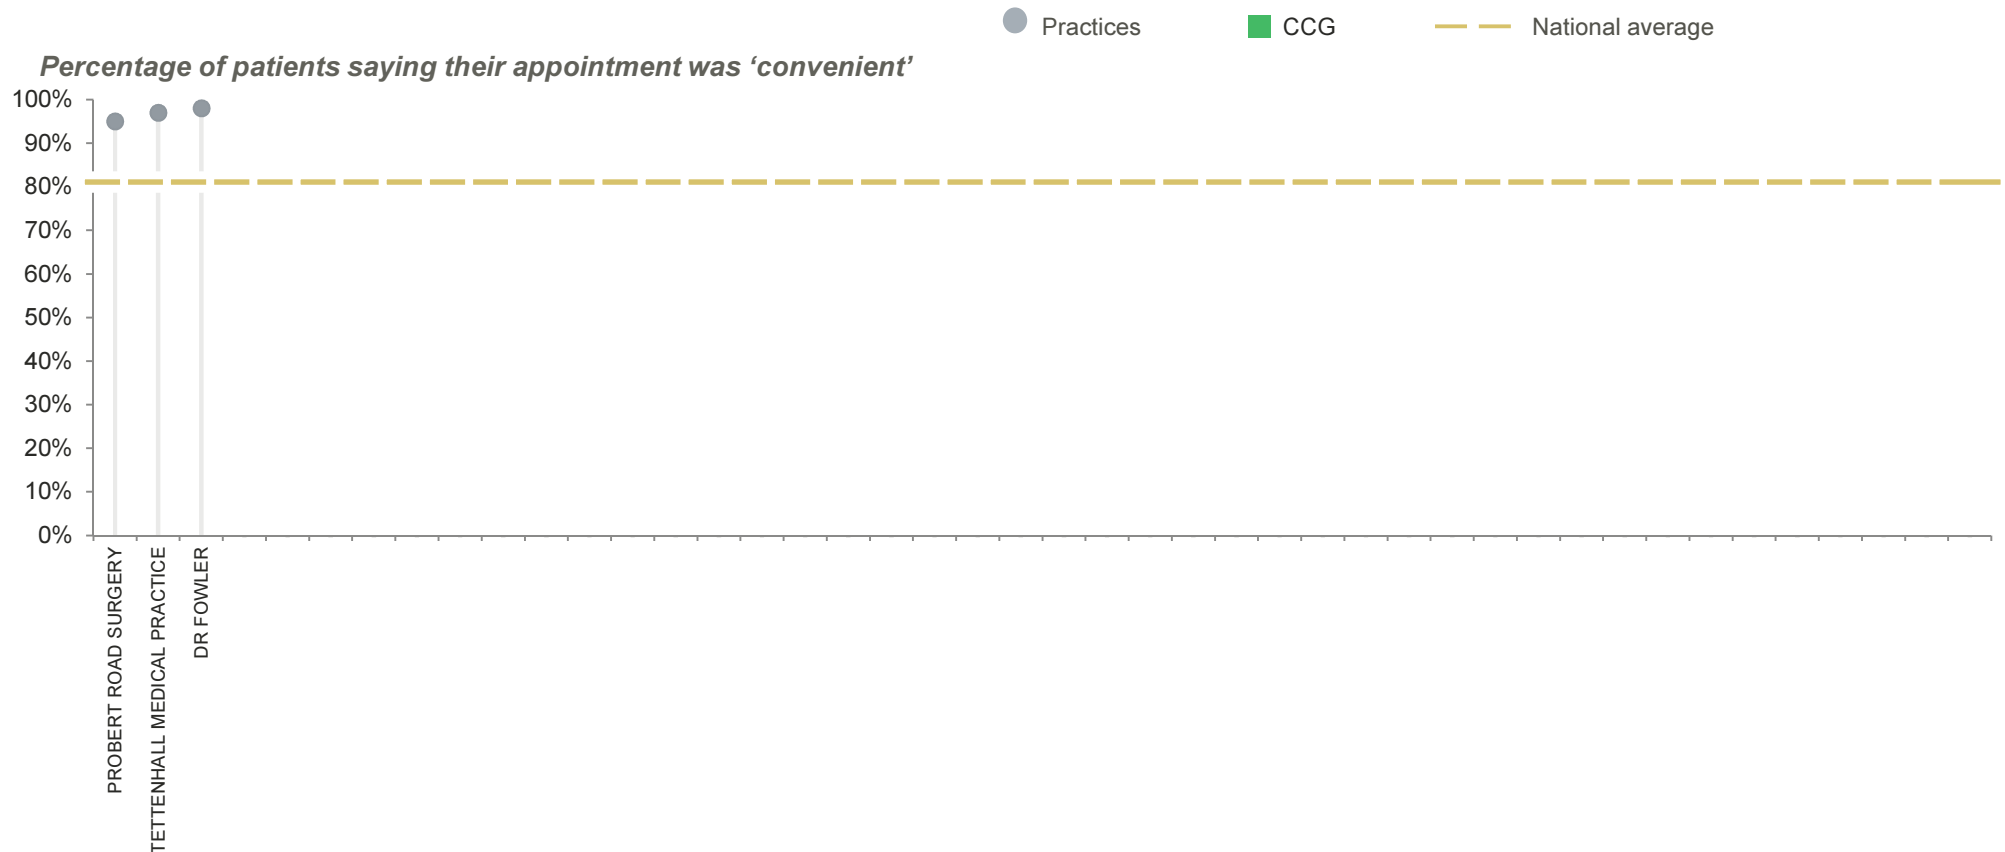 Practices
CCG
National average
Percentage of patients saying their appointment was ‘convenient’
100%
90%
80%
70%
60%
50%
40%
30%
20%
10%
0%
PROBERT ROAD SURGERY
TETTENHALL MEDICAL PRACTICE
DR FOWLER